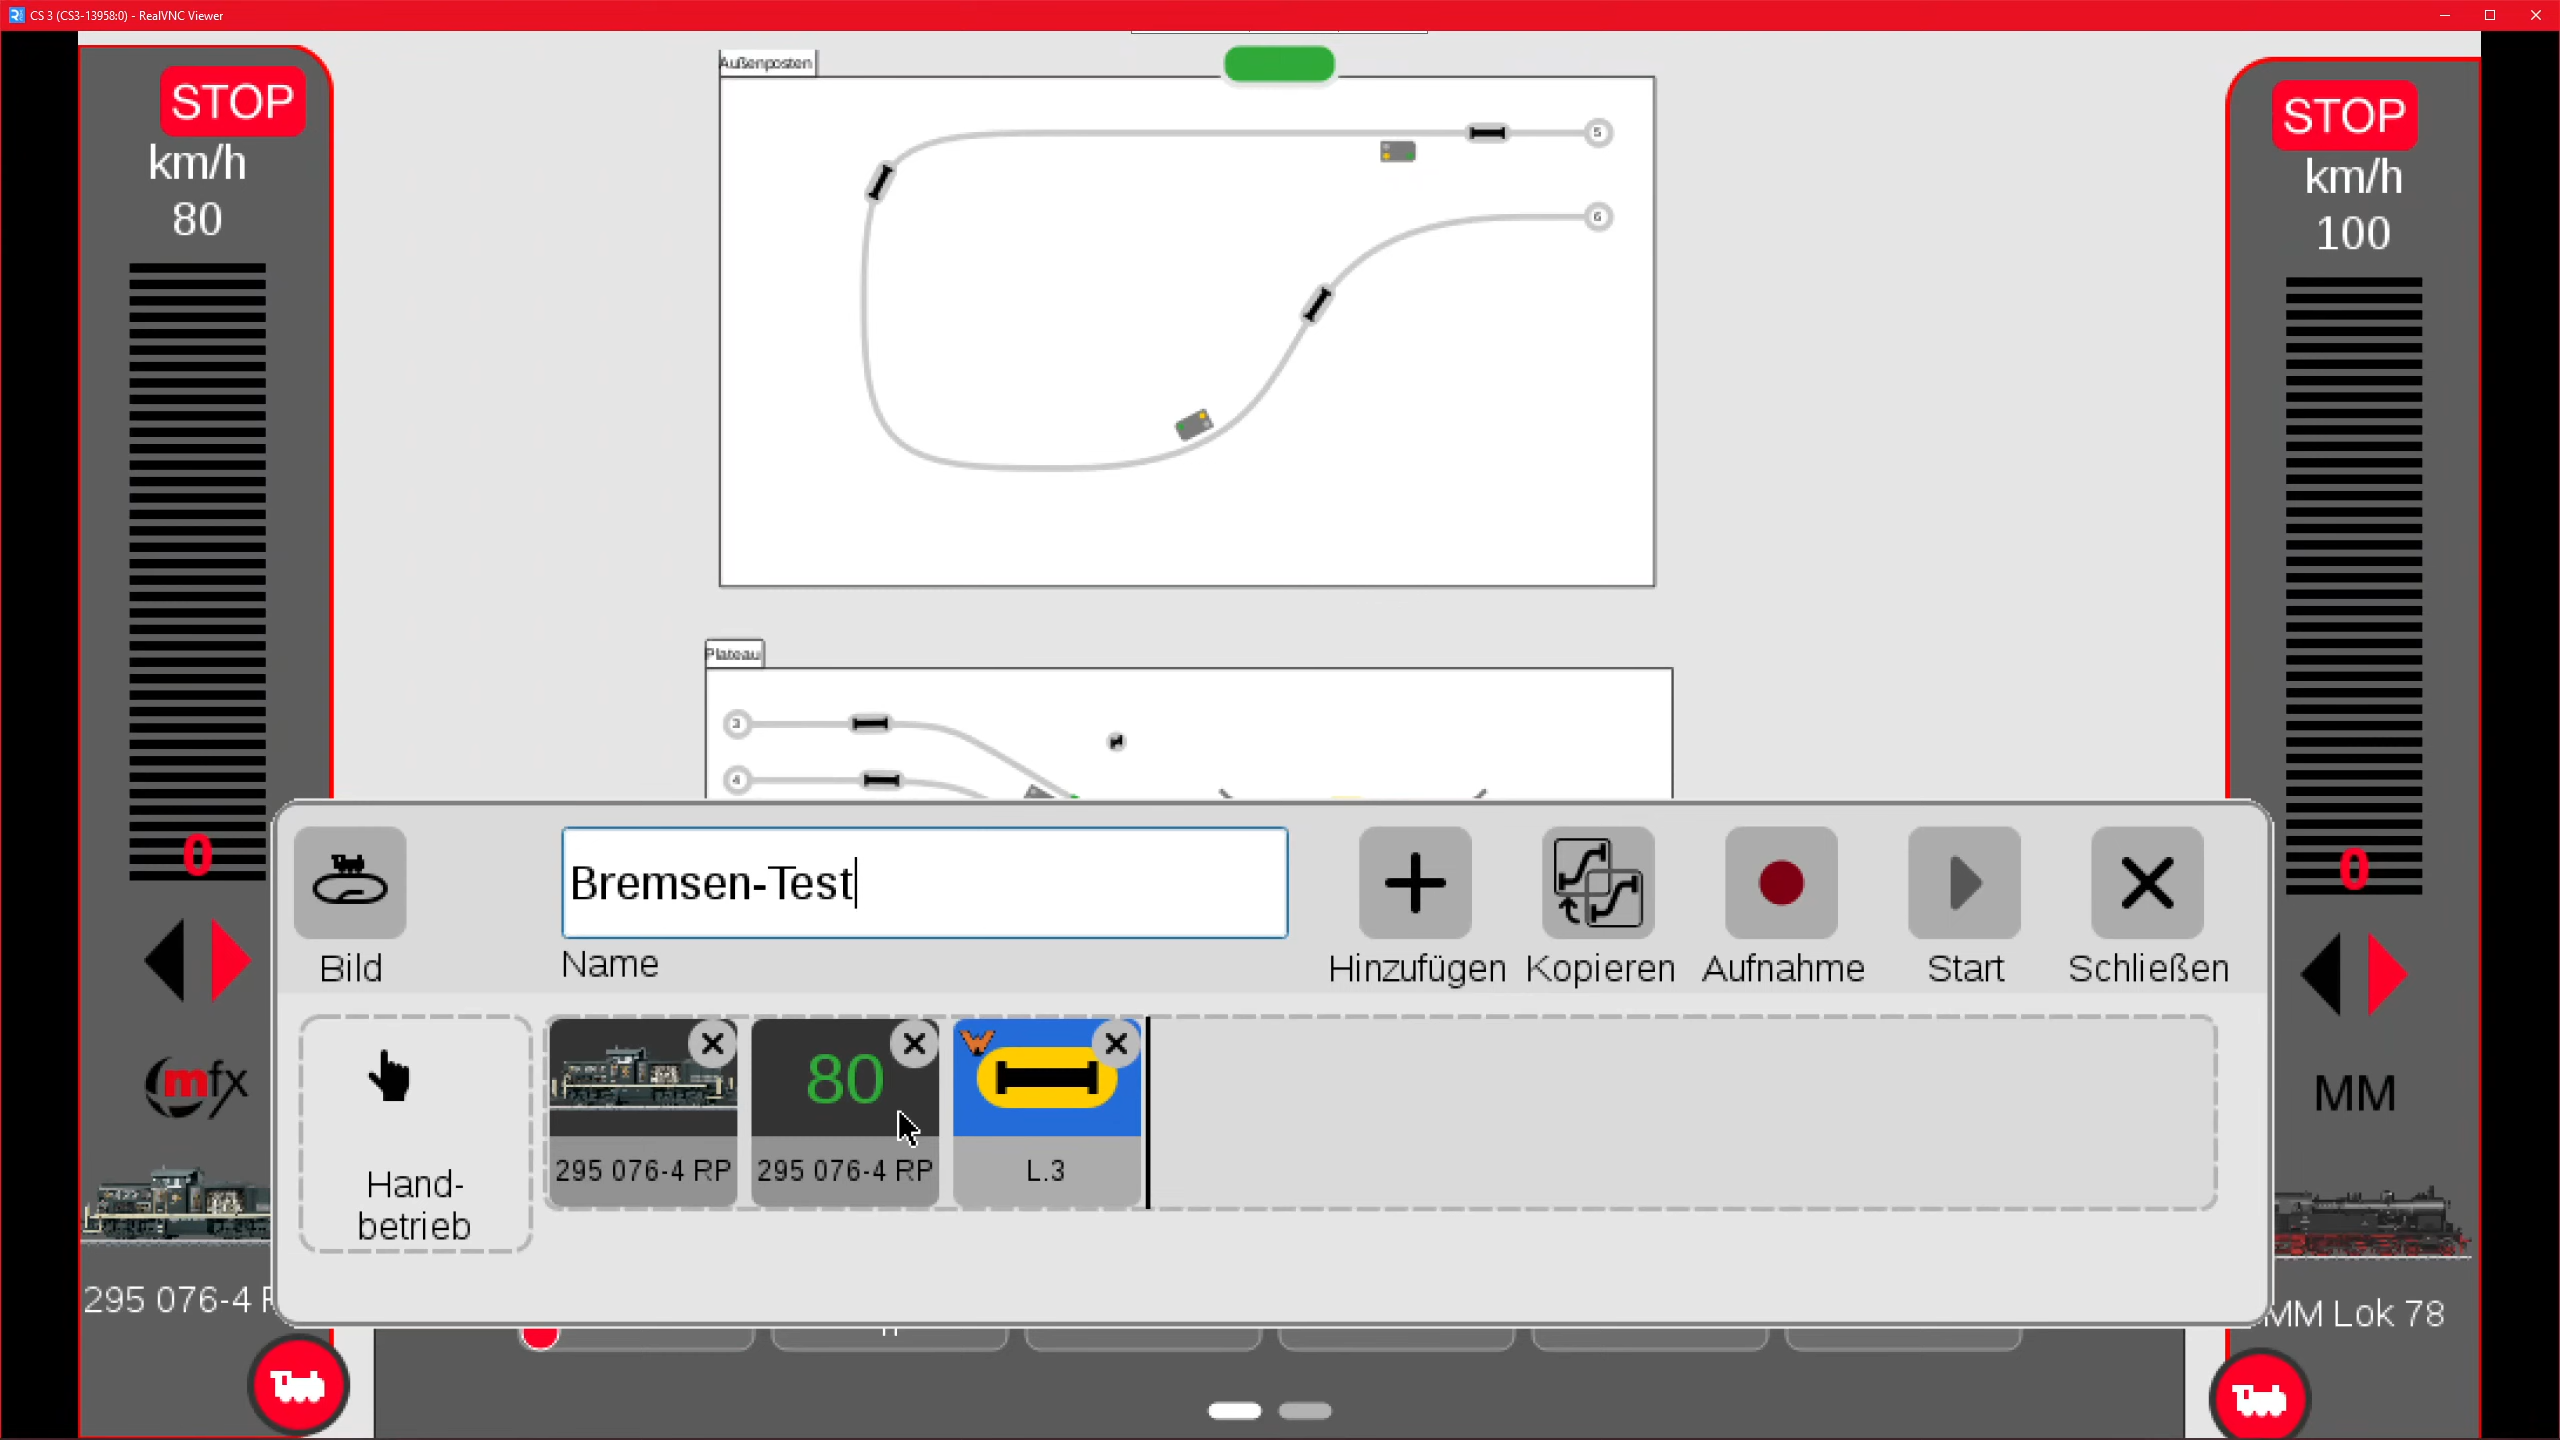 CS 3 (CS3-13958:0) - RealVNC Viewer
Außenposten
STOP
km/h
80
STOP
km/h
100
5
6
Plateau
3
4
0
0
Bremsen-Test
Bild
Name
Hinzufügen
Kopieren
Aufnahme
Start
Schließen
mfx
MM
80
Hand-
betrieb
295 076-4 RP
295 076-4 RP
L.3
295 076-4
MM Lok 78